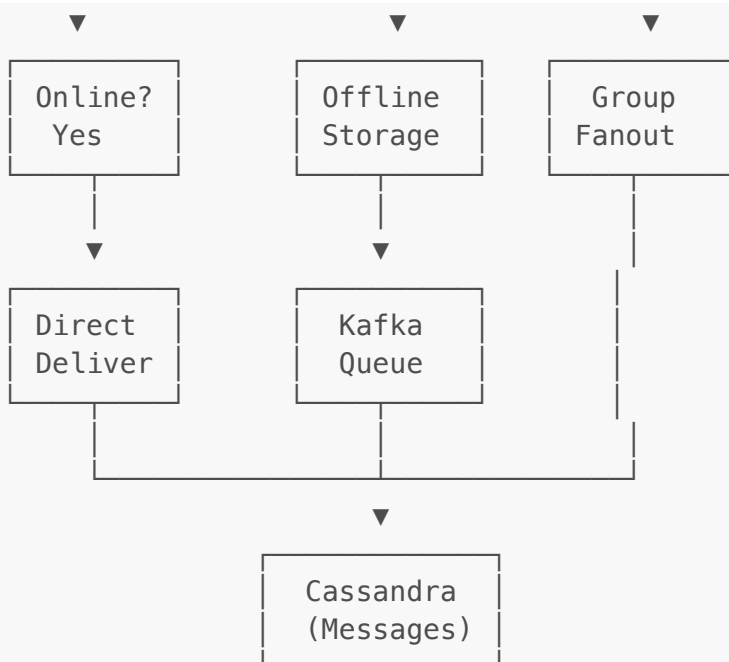 Online? Offline Group
Yes Storage Fanout
Direct Kafka
Deliver Queue
Cassandra
(Messages)